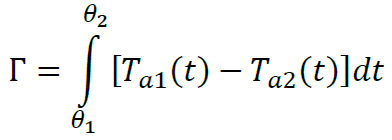 Γ = ∫_{θ₁}^{θ₂} [T_{a1}(t) − T_{a2}(t)]dt